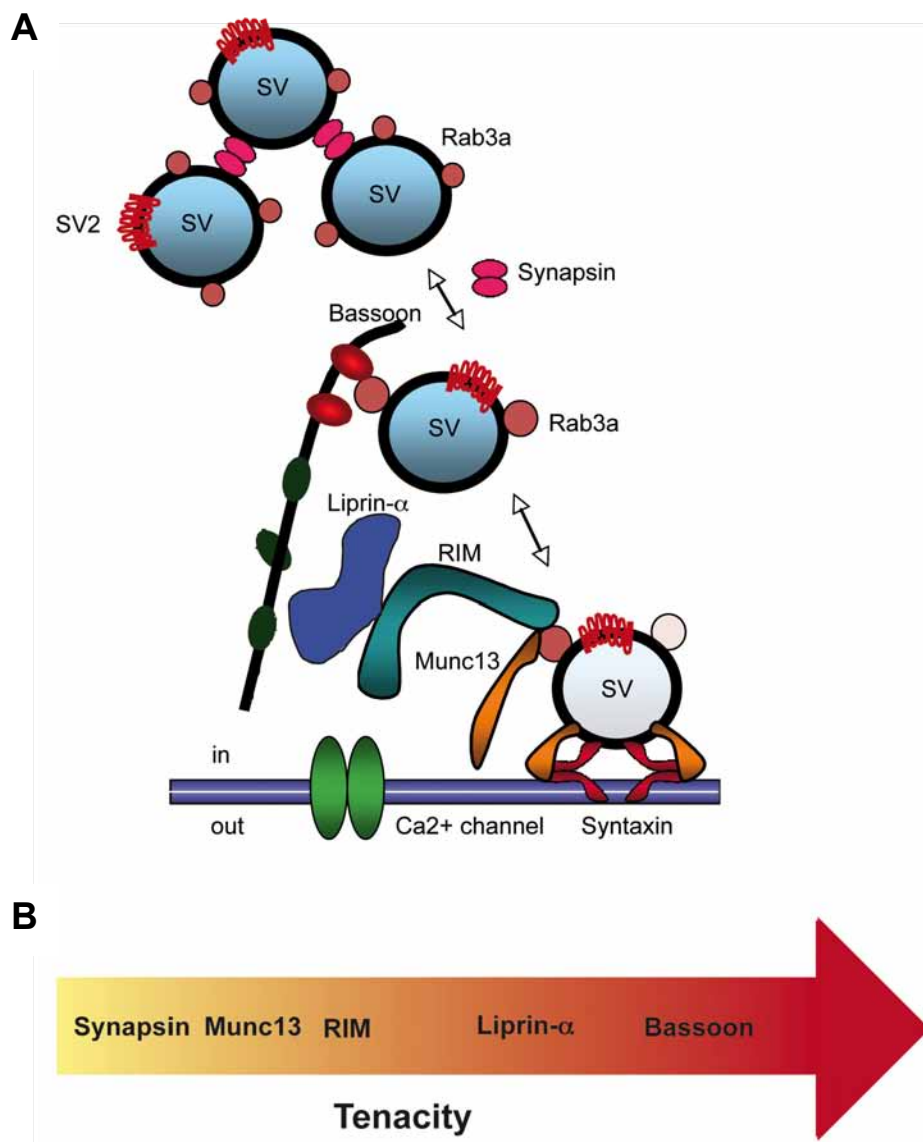 A
SV
Rab3a
SV
SV2
SV
Synapsin
Bassoon
SV
Rab3a
Liprin-α
RIM
Munc13
SV
in
out
Ca2+ channel
Syntaxin
B
Synapsin Munc13 RIM Liprin-α Bassoon
Tenacity